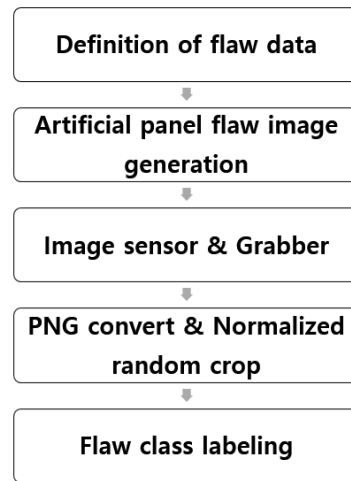 Definition of flaw data
Artificial panel flaw image
generation
Image sensor & Grabber
PNG convert & Normalized
random crop
Flaw class labeling